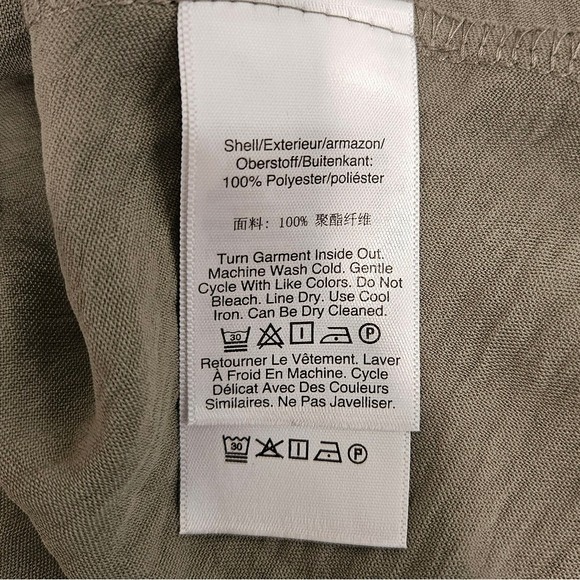 Shell/Exterieur/armazon/
Oberstoff/Buitenkant:
100% Polyester/poliéster
面料: 100% 聚酯纤维
Turn Garment Inside Out.
Machine Wash Cold. Gentle
Cycle With Like Colors. Do Not
Bleach. Line Dry. Use Cool
Iron. Can Be Dry Cleaned.
30 P
Retourner Le Vêtement. Laver
À Froid En Machine. Cycle
Délicat Avec Des Couleurs
Similaires. Ne Pas Javelliser.
30 P